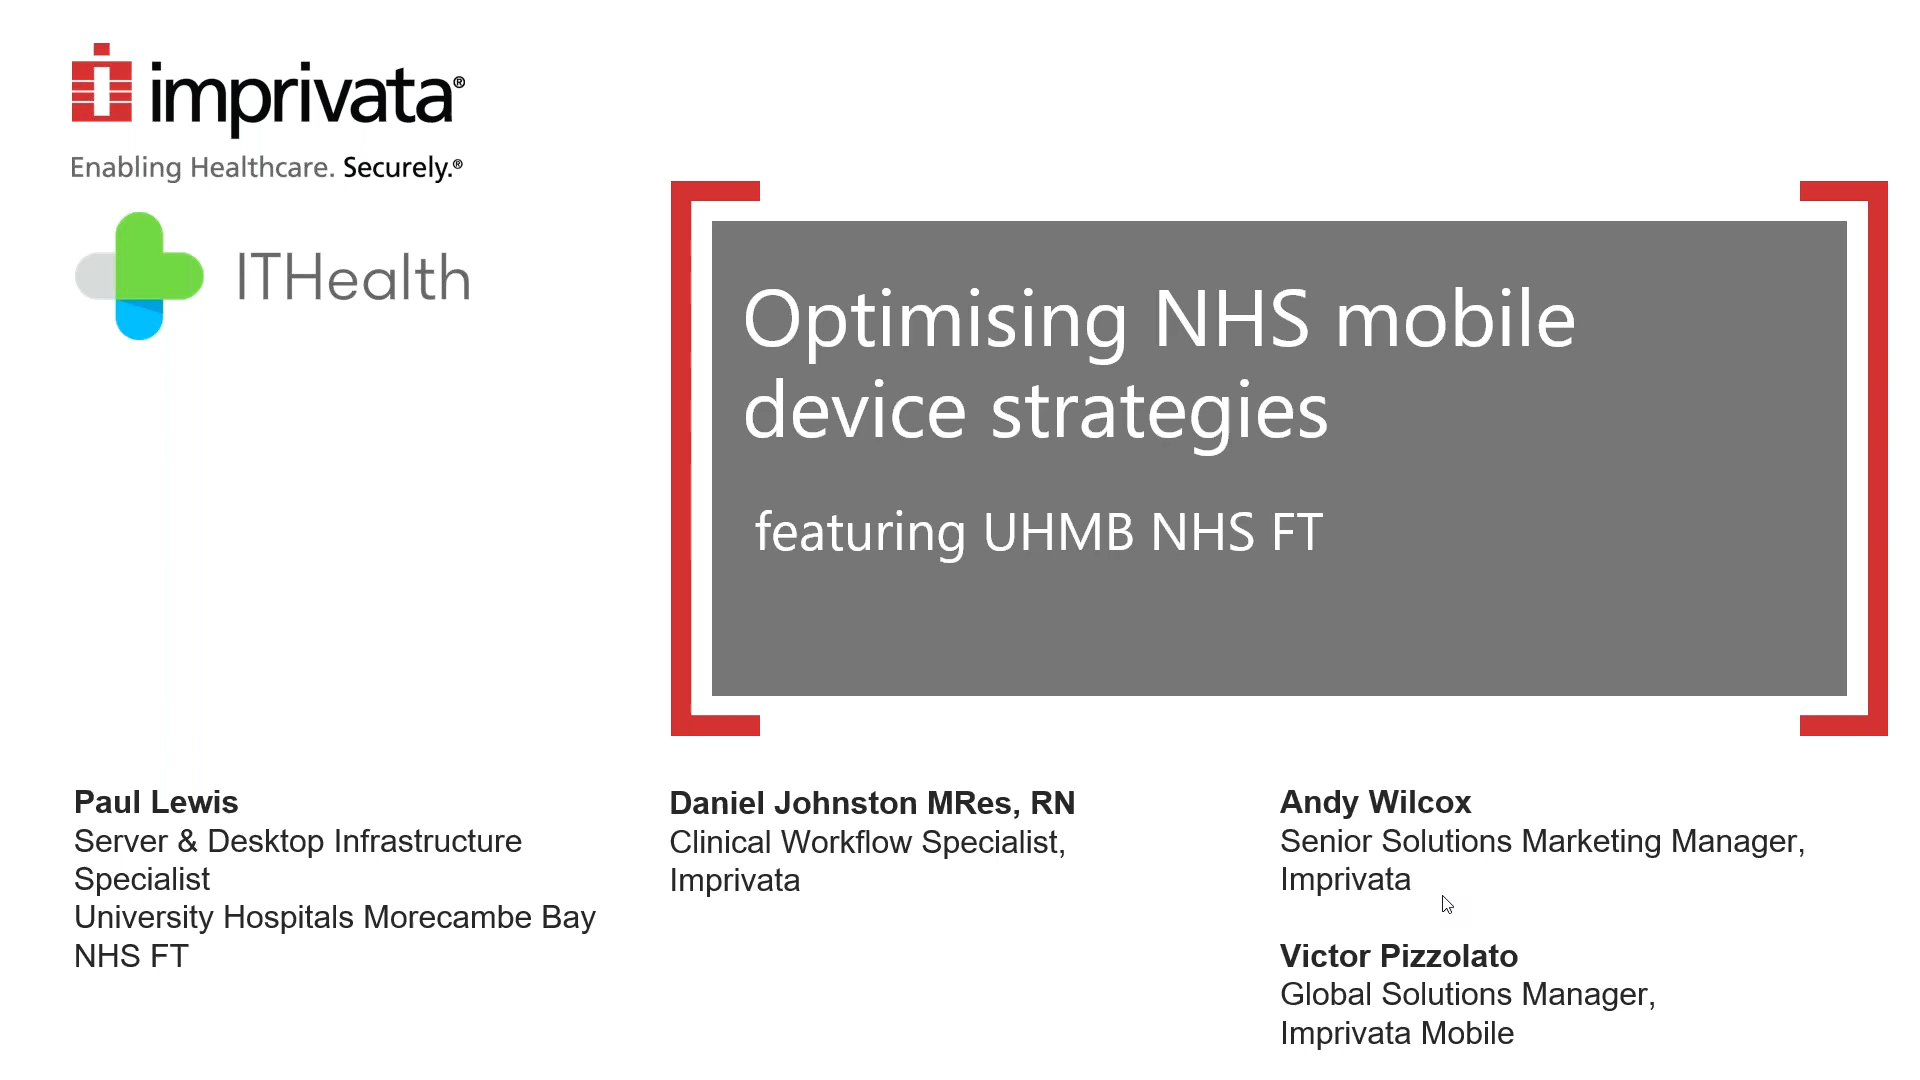 imprivata®
Enabling Healthcare. Securely.®
ITHealth
Optimising NHS mobile
device strategies
featuring UHMB NHS FT
Paul Lewis
Server & Desktop Infrastructure
Specialist
University Hospitals Morecambe Bay
NHS FT
Daniel Johnston MRes, RN
Clinical Workflow Specialist,
Imprivata
Andy Wilcox
Senior Solutions Marketing Manager,
Imprivata
Victor Pizzolato
Global Solutions Manager,
Imprivata Mobile